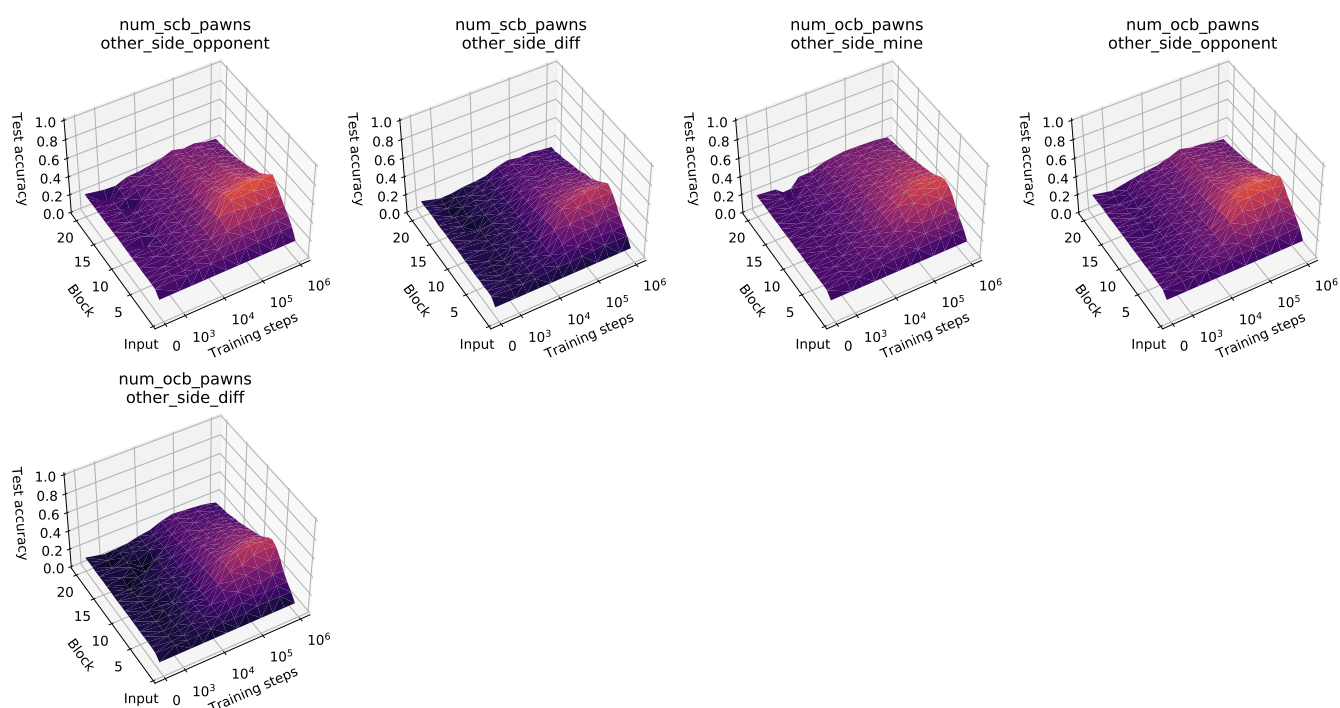 num_scb_pawns
other_side_opponent
1.0
0.8
0.6
0.4
0.2
0.0
Test accuracy
20
15
10
5
Input
Block
0
10³
10⁴
10⁵
10⁶
Training steps
num_scb_pawns
other_side_diff
1.0
0.8
0.6
0.4
0.2
0.0
Test accuracy
20
15
10
5
Input
Block
0
10³
10⁴
10⁵
10⁶
Training steps
num_ocb_pawns
other_side_mine
1.0
0.8
0.6
0.4
0.2
0.0
Test accuracy
20
15
10
5
Input
Block
0
10³
10⁴
10⁵
10⁶
Training steps
num_ocb_pawns
other_side_opponent
1.0
0.8
0.6
0.4
0.2
0.0
Test accuracy
20
15
10
5
Input
Block
0
10³
10⁴
10⁵
10⁶
Training steps
num_ocb_pawns
other_side_diff
1.0
0.8
0.6
0.4
0.2
0.0
Test accuracy
20
15
10
5
Input
Block
0
10³
10⁴
10⁵
10⁶
Training steps